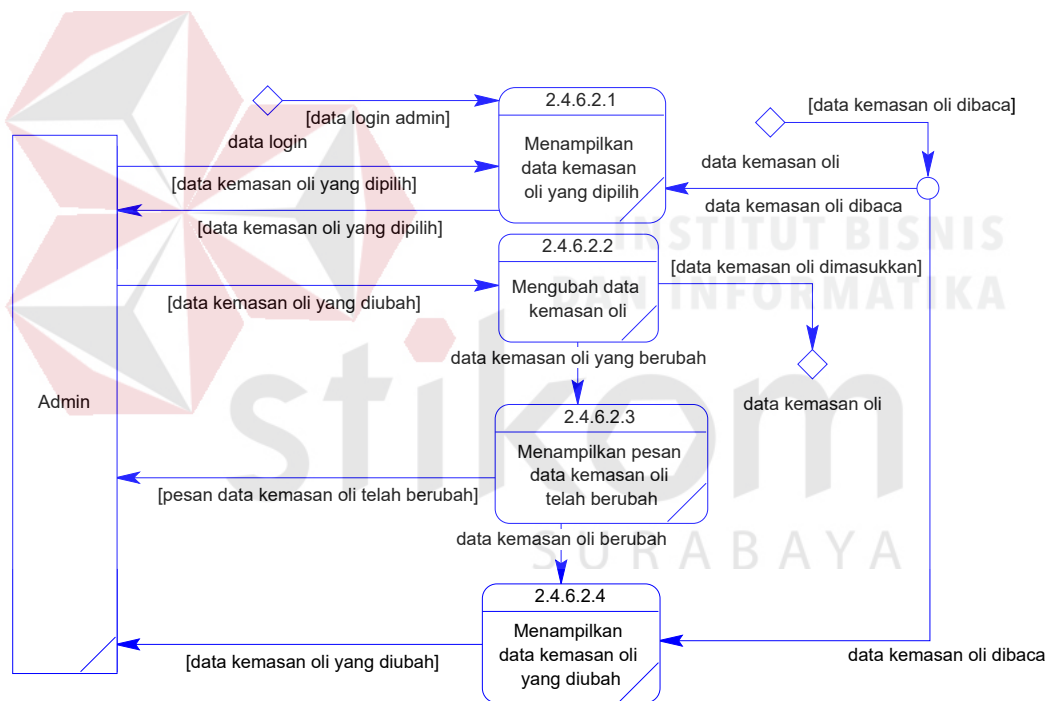 2.4.6.2.1
[data kemasan oli dibaca]
[data login admin]
data login
Menampilkan
data kemasan
oli yang dipilih
data kemasan oli
[data kemasan oli yang dipilih]
data kemasan oli dibaca
[data kemasan oli yang dipilih]
INSTITUT BISNIS
DAN INFORMATIKA
2.4.6.2.2
[data kemasan oli dimasukkan]
Mengubah data
kemasan oli
[data kemasan oli yang diubah]
data kemasan oli yang berubah
stikom
Admin
data kemasan oli
2.4.6.2.3
Menampilkan pesan
data kemasan oli
telah berubah
[pesan data kemasan oli telah berubah]
data kemasan oli berubah
SURABAYA
2.4.6.2.4
Menampilkan
data kemasan oli
yang diubah
[data kemasan oli yang diubah]
data kemasan oli dibaca